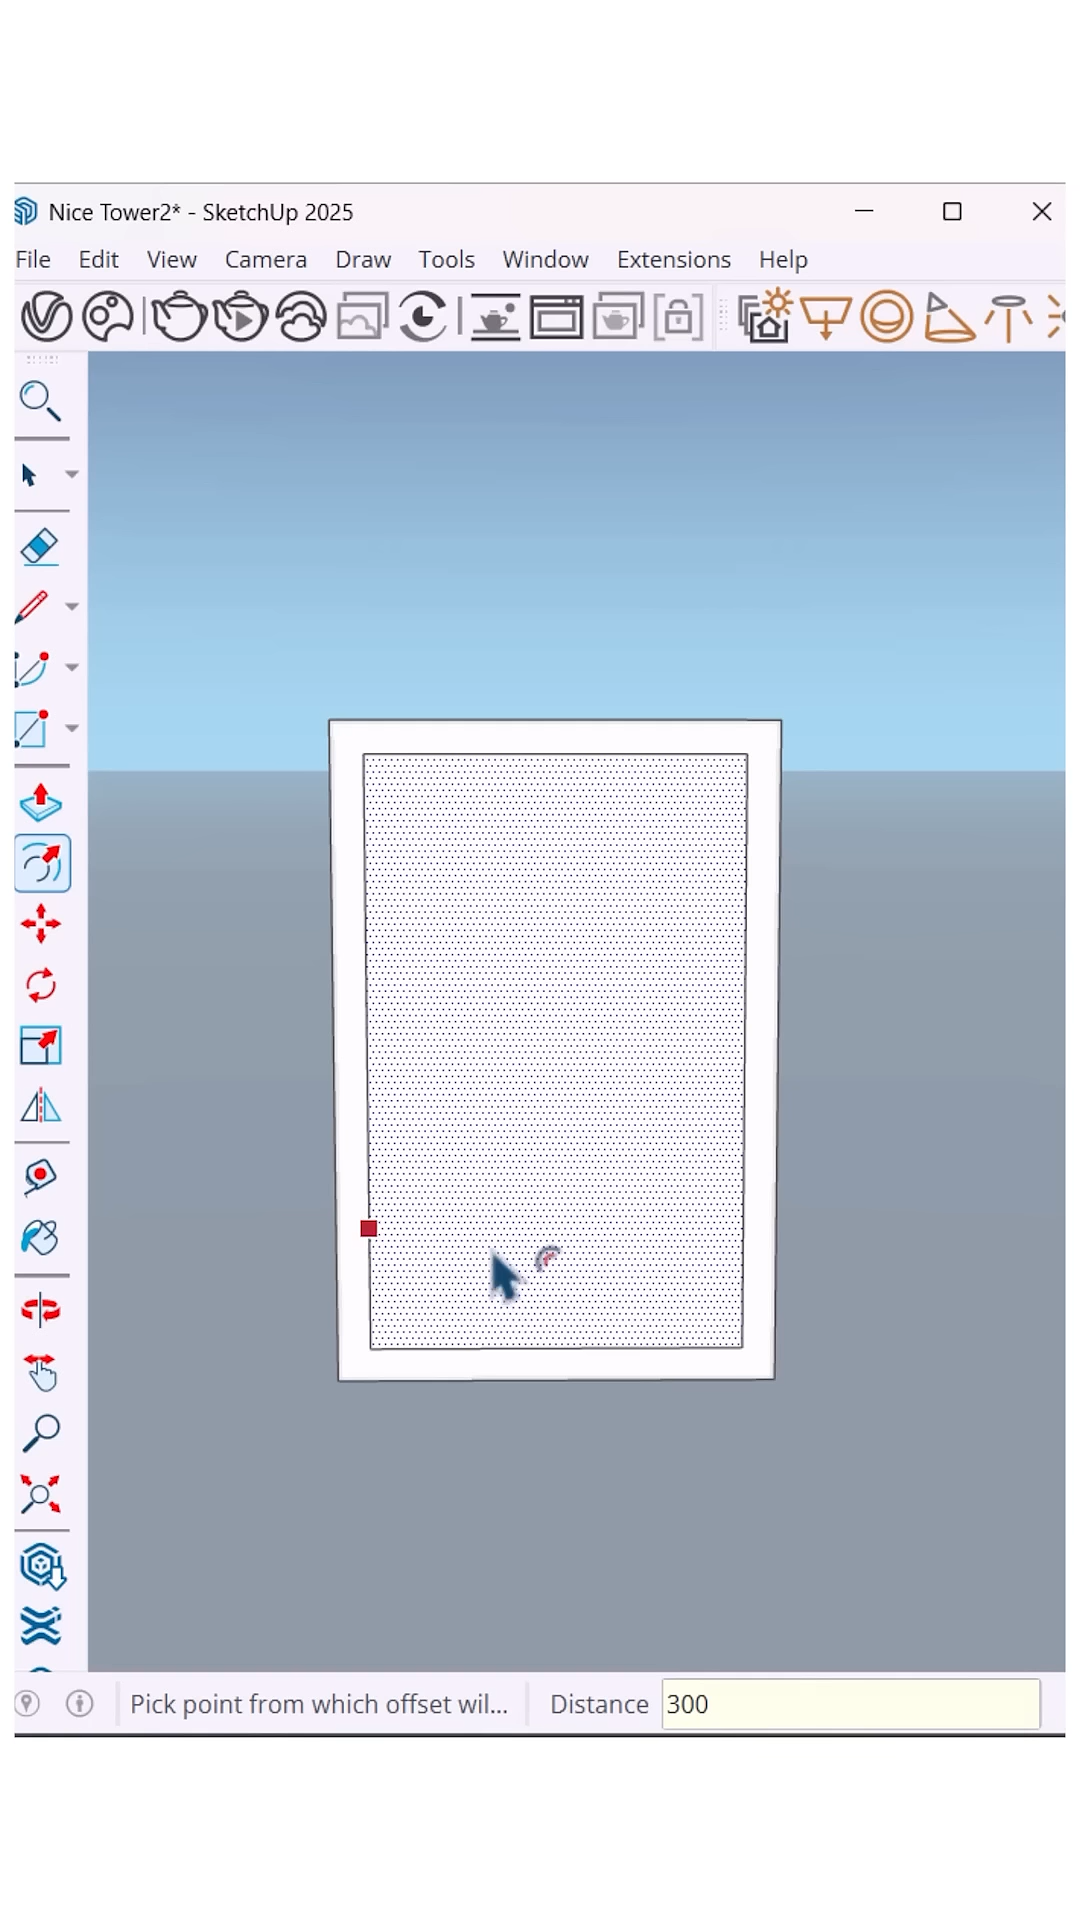 Nice Tower2* - SketchUp 2025
File Edit View Camera Draw Tools Window Extensions Help
Pick point from which offset wil... Distance 300